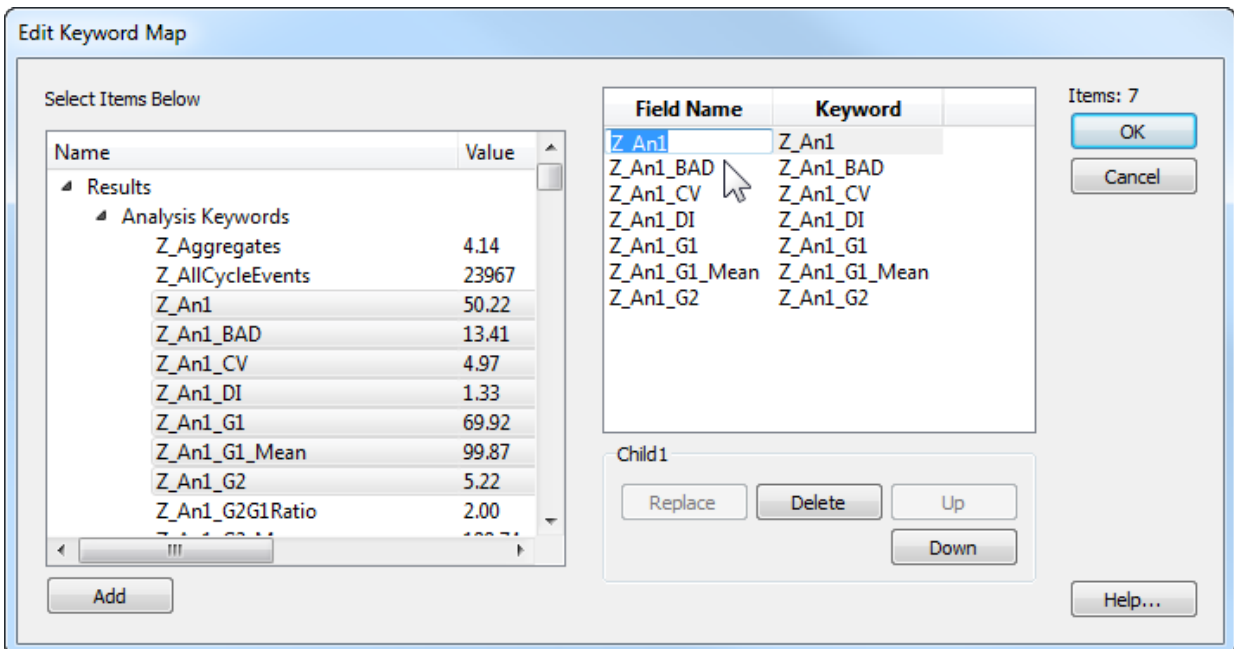 Edit Keyword Map
Select Items Below
Name Value
Results
Analysis Keywords
Z_Aggregates 4.14
Z_AllCycleEvents 23967
Z_An1 50.22
Z_An1_BAD 13.41
Z_An1_CV 4.97
Z_An1_DI 1.33
Z_An1_G1 69.92
Z_An1_G1_Mean 99.87
Z_An1_G2 5.22
Z_An1_G2G1Ratio 2.00
Add
Field Name Keyword
Z_An1 Z_An1
Z_An1_BAD Z_An1_BAD
Z_An1_CV Z_An1_CV
Z_An1_DI Z_An1_DI
Z_An1_G1 Z_An1_G1
Z_An1_G1_Mean Z_An1_G1_Mean
Z_An1_G2 Z_An1_G2
Child1
Replace Delete Up
Down
Items: 7
OK
Cancel
Help...